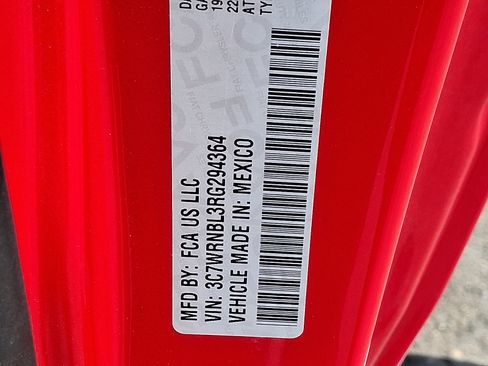 MFD BY: FCA US LLC
VIN: 3C7WRNBL3RG294364
VEHICLE MADE IN: MEXICO